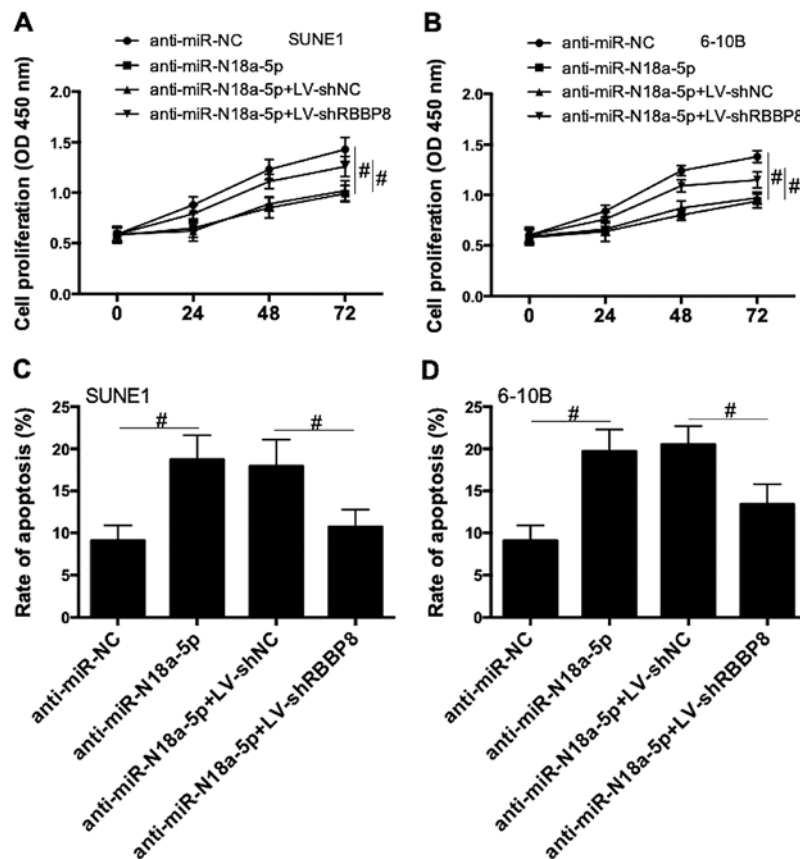 A
anti-miR-NC SUNE1
anti-miR-N18a-5p
anti-miR-N18a-5p+LV-shNC
anti-miR-N18a-5p+LV-shRBBP8
Cell proliferation (OD 450 nm)
2.0
1.5
1.0
0.5
0.0
0 24 48 72
# #
B
anti-miR-NC 6-10B
anti-miR-N18a-5p
anti-miR-N18a-5p+LV-shNC
anti-miR-N18a-5p+LV-shRBBP8
Cell proliferation (OD 450 nm)
2.0
1.5
1.0
0.5
0.0
0 24 48 72
# #
C
SUNE1
Rate of apoptosis (%)
25
20
15
10
5
0
# #
anti-miR-NC
anti-miR-N18a-5p
anti-miR-N18a-5p+LV-shNC
anti-miR-N18a-5p+LV-shRBBP8
D
6-10B
Rate of apoptosis (%)
25
20
15
10
5
0
# #
anti-miR-NC
anti-miR-N18a-5p
anti-miR-N18a-5p+LV-shNC
anti-miR-N18a-5p+LV-shRBBP8